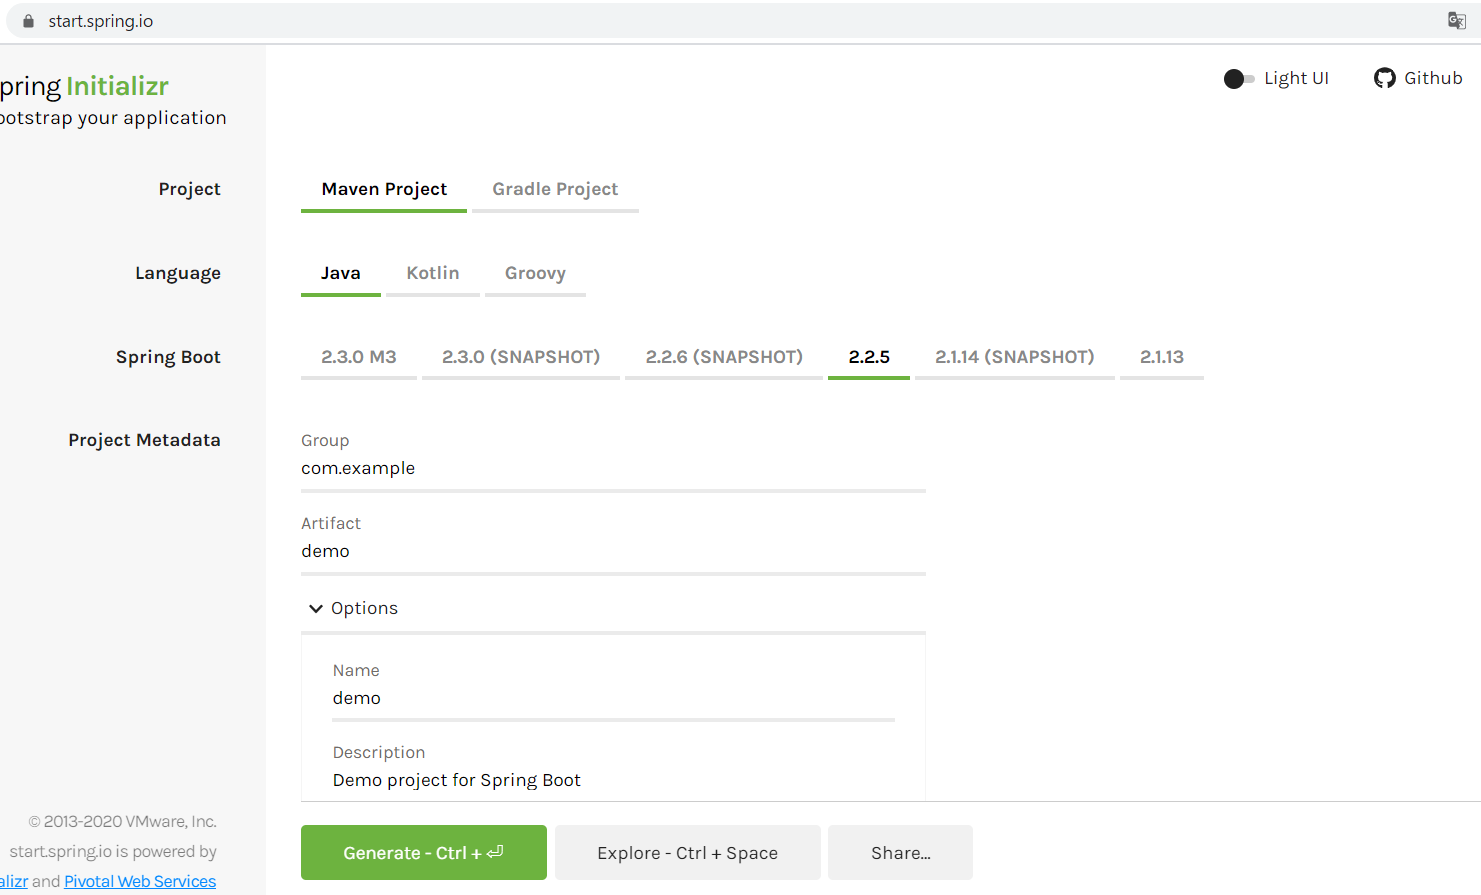 start.spring.io
pring Initializr
ootstrap your application
Light UI
Github
Project
Maven Project
Gradle Project
Language
Java
Kotlin
Groovy
Spring Boot
2.3.0 M3
2.3.0 (SNAPSHOT)
2.2.6 (SNAPSHOT)
2.2.5
2.1.14 (SNAPSHOT)
2.1.13
Project Metadata
Group
com.example
Artifact
demo
Options
Name
demo
Description
Demo project for Spring Boot
© 2013-2020 VMware, Inc.
start.spring.io is powered by
alizr and Pivotal Web Services
Generate - Ctrl + ⏎
Explore - Ctrl + Space
Share...